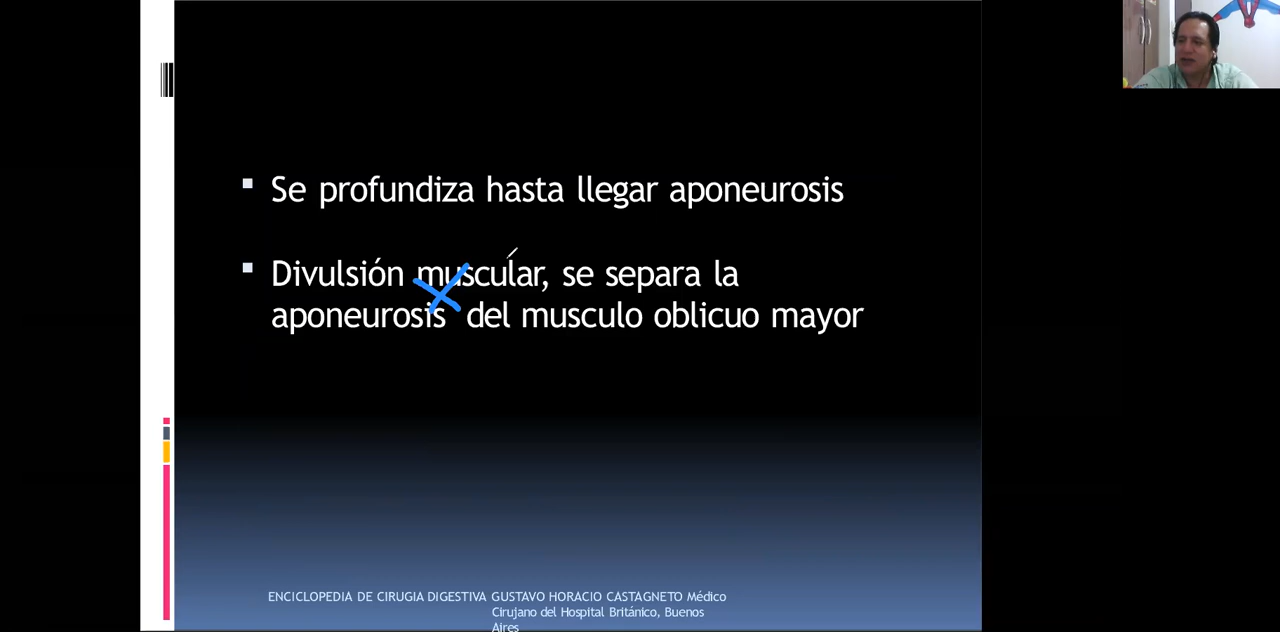 Se profundiza hasta llegar aponeurosis
Divulsión muscular, se separa la
aponeurosis del musculo oblicuo mayor
ENCICLOPEDIA DE CIRUGIA DIGESTIVA GUSTAVO HORACIO CASTAGNETO Médico
Cirujano del Hospital Británico, Buenos
Aires